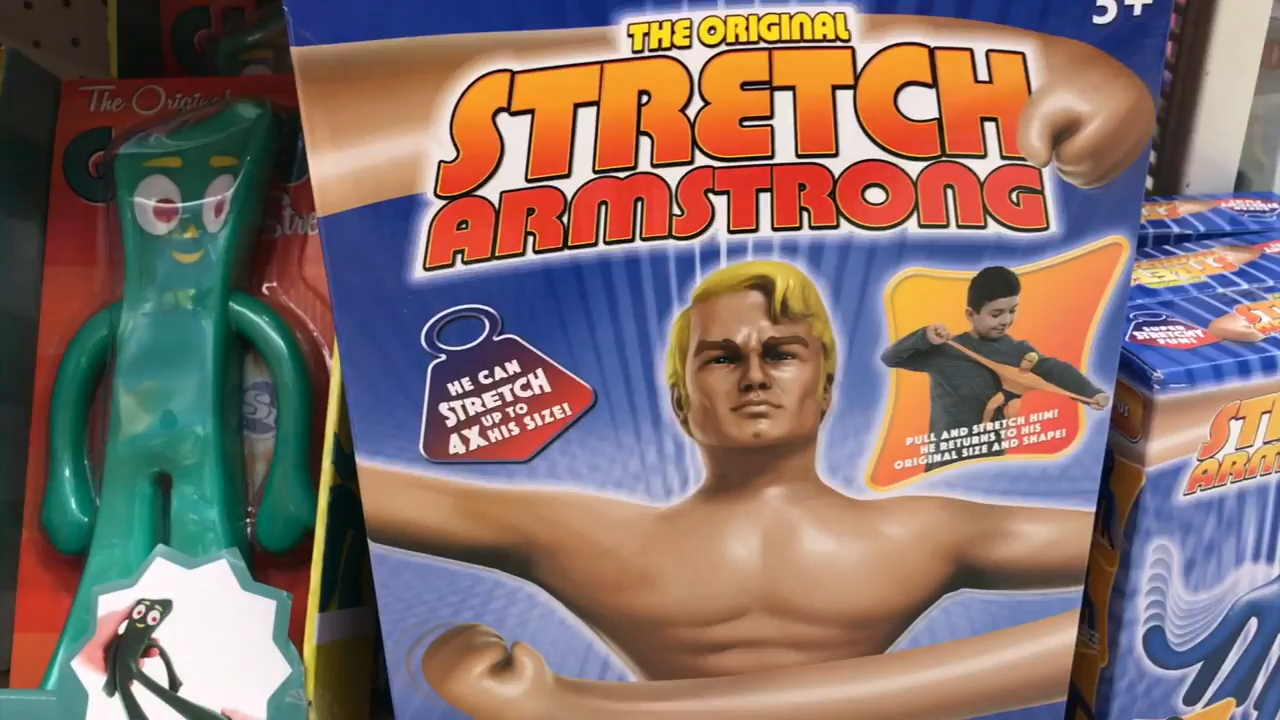 5+
THE ORIGINAL
STRETCH
ARMSTRONG
HE CAN
STRETCH
UP TO
4X HIS SIZE!
PULL AND STRETCH HIM!
HE RETURNS TO HIS
ORIGINAL SIZE AND SHAPE!
The Original
SUPER
STRETCHY
FUN!